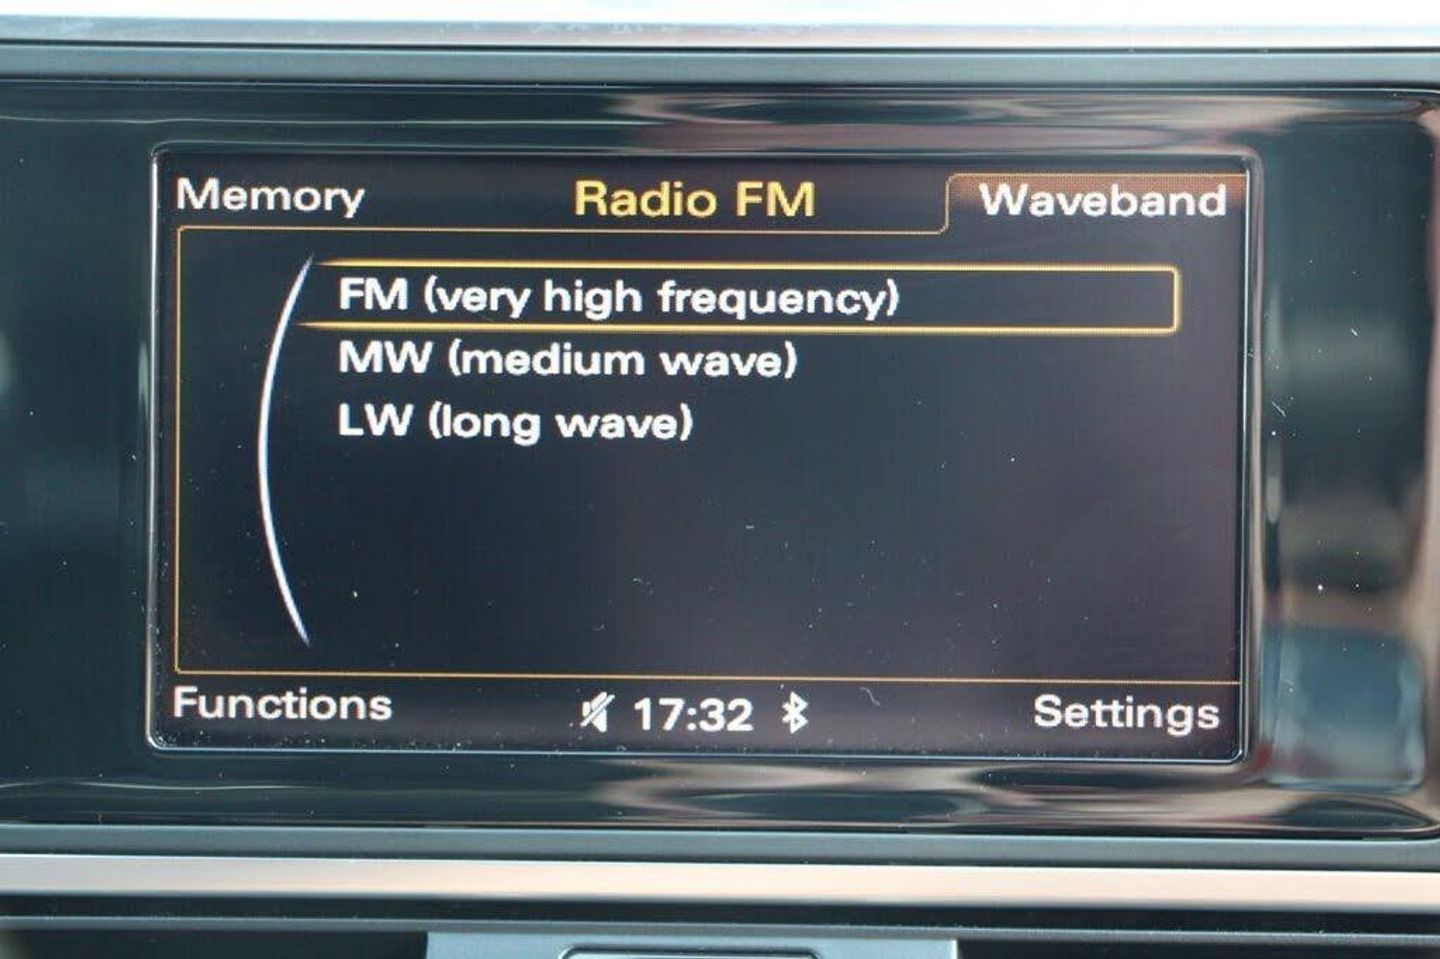 Memory
Radio FM
Waveband
FM (very high frequency)
MW (medium wave)
LW (long wave)
Functions
17:32
Settings